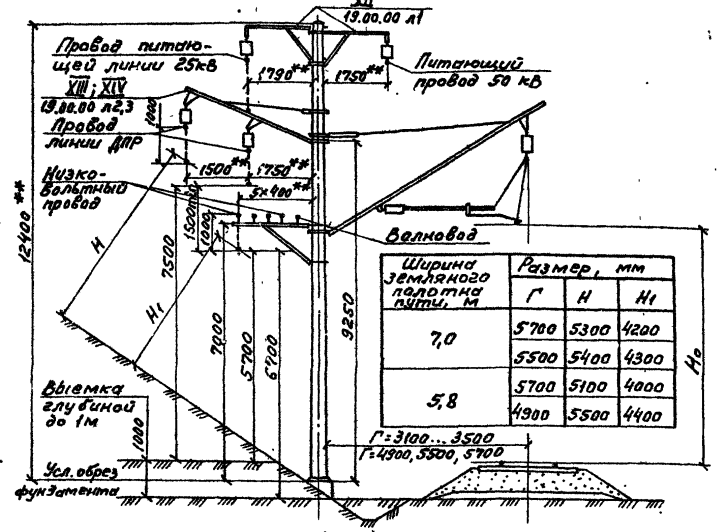 XII
19.00.00 л1
Провод питаю-
щей линии 25кв
1790**
1750**
Питающий
провод 50 кВ
XIII; XIV
19.00.00 л2,3
1000
Провод
линии ДПР
1500**
1750**
Низко-
вольтный
провод
5×400**
1500
1000
Волновод
12400**
H
7500
H1
7000
5700
6700
9250
Ширина земляного полотна пути, м
Размер, мм
Г H H1
7,0
5700 5300 4200
5500 5400 4300
5,8
5700 5100 4000
4900 5500 4400
H0
Выемка
глубиной
до 1м
1000
Г=3100...3500
Г=4900,5500,5700
Усл. обрез
фундамента